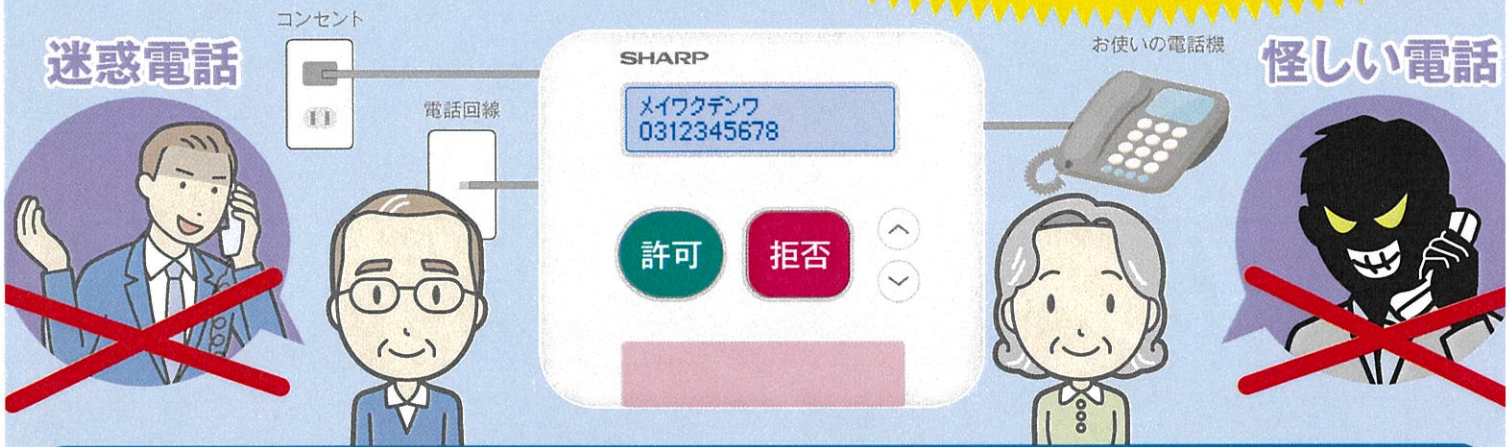 コンセント
迷惑電話
電話回線
SHARP
メイワクデンワ
0312345678
許可
拒否
お使いの電話機
怪しい電話